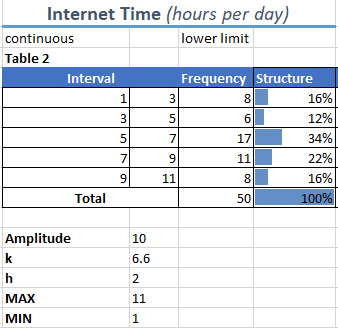 Internet Time (hours per day)
continuous lower limit
Table 2
Interval Frequency Structure
1 3 8 16%
3 5 6 12%
5 7 17 34%
7 9 11 22%
9 11 8 16%
Total 50 100%
Amplitude 10
k 6.6
h 2
MAX 11
MIN 1